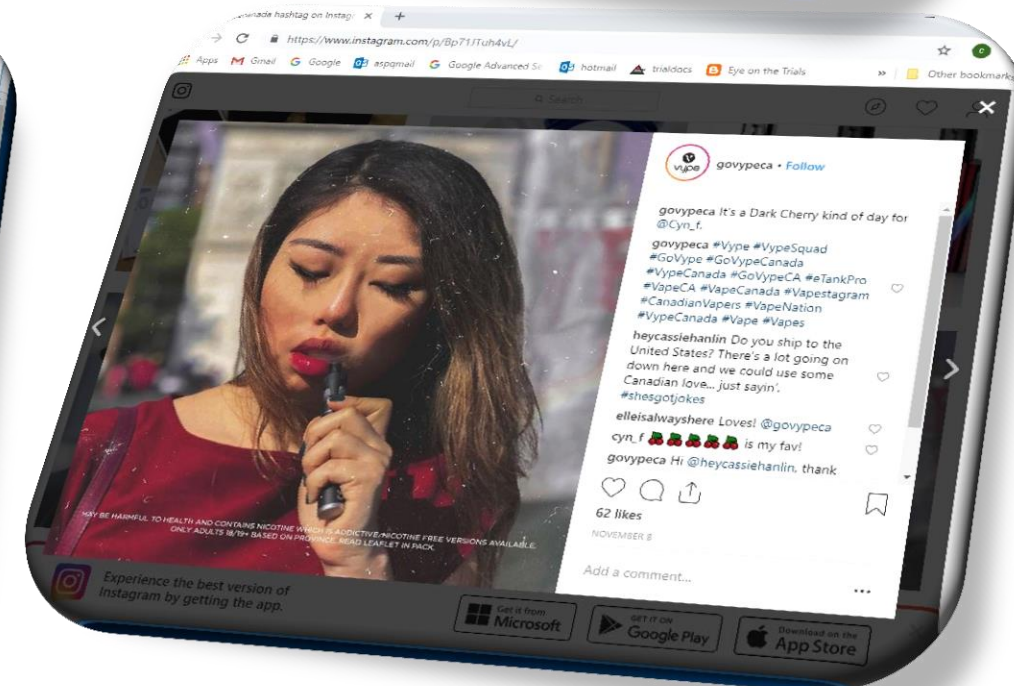 anada hashtag on Instag
https://www.instagram.com/p/Bp71JTuh4vL/
Apps Gmail Google aspqmail Google Advanced Se hotmail trialdocs Eye on the Trials » Other bookmarks
Search
vype
govypeca • Follow
govypeca It's a Dark Cherry kind of day for
@Cyn_f.
govypeca #Vype #VypeSquad
#GoVype #GoVypeCanada
#VypeCanada #GoVypeCA #eTankPro
#VapeCA #VapeCanada #Vapestagram
#CanadianVapers #VapeNation
#VypeCanada #Vape #Vapes
heycassiehanlin Do you ship to the
United States? There's a lot going on
down here and we could use some
Canadian love... just sayin'.
#shesgotjokes
elleisalwayshere Loves! @govypeca
cyn_f 🍒🍒🍒🍒🍒 is my fav!
govypeca Hi @heycassiehanlin, thank
62 likes
NOVEMBER 8
Add a comment...
MAY BE HARMFUL TO HEALTH AND CONTAINS NICOTINE WHICH IS ADDICTIVE/NICOTINE FREE VERSIONS AVAILABLE.
ONLY ADULTS 18/19+ BASED ON PROVINCE. READ LEAFLET IN PACK.
Experience the best version of
Instagram by getting the app.
Get it from
Microsoft
GET IT ON
Google Play
Download on the
App Store